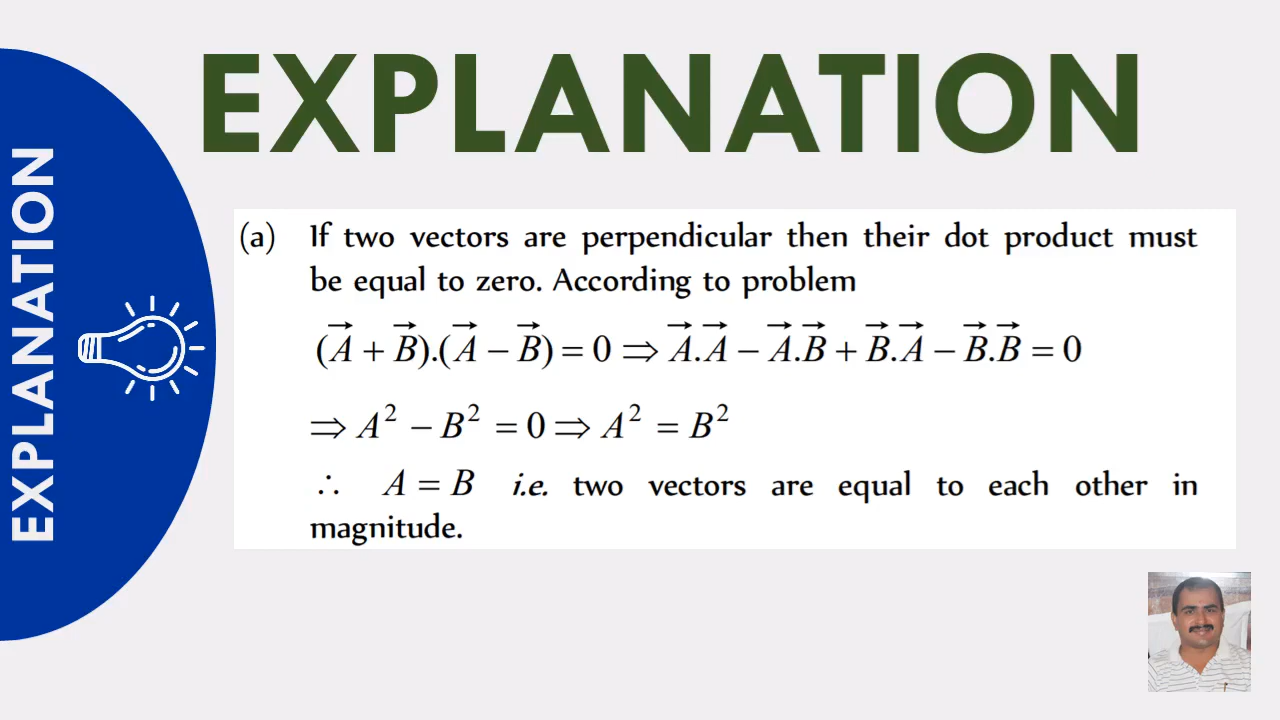 EXPLANATION
EXPLANATION
(a) If two vectors are perpendicular then their dot product must
be equal to zero. According to problem
(A⃗ + B⃗).(A⃗ − B⃗) = 0 ⇒ A⃗.A⃗ − A⃗.B⃗ + B⃗.A⃗ − B⃗.B⃗ = 0
⇒ A² − B² = 0 ⇒ A² = B²
∴ A = B i.e. two vectors are equal to each other in
magnitude.